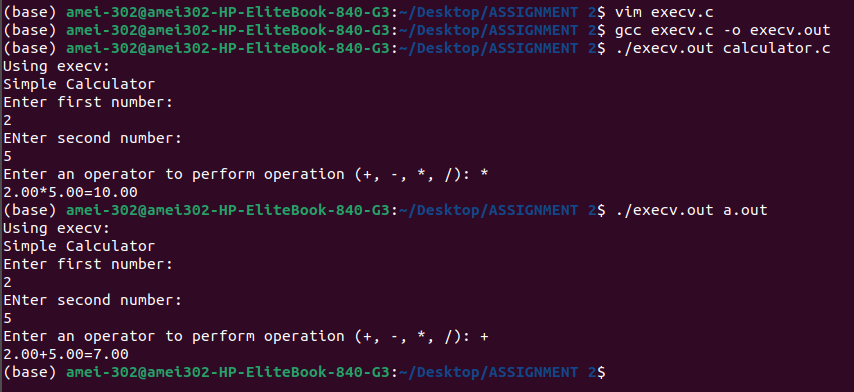 (base) amei-302@amei302-HP-EliteBook-840-G3:~/Desktop/ASSIGNMENT 2$ vim execv.c
(base) amei-302@amei302-HP-EliteBook-840-G3:~/Desktop/ASSIGNMENT 2$ gcc execv.c -o execv.out
(base) amei-302@amei302-HP-EliteBook-840-G3:~/Desktop/ASSIGNMENT 2$ ./execv.out calculator.c
Using execv:
Simple Calculator
Enter first number:
2
ENter second number:
5
Enter an operator to perform operation (+, -, *, /): *
2.00*5.00=10.00
(base) amei-302@amei302-HP-EliteBook-840-G3:~/Desktop/ASSIGNMENT 2$ ./execv.out a.out
Using execv:
Simple Calculator
Enter first number:
2
ENter second number:
5
Enter an operator to perform operation (+, -, *, /): +
2.00+5.00=7.00
(base) amei-302@amei302-HP-EliteBook-840-G3:~/Desktop/ASSIGNMENT 2$